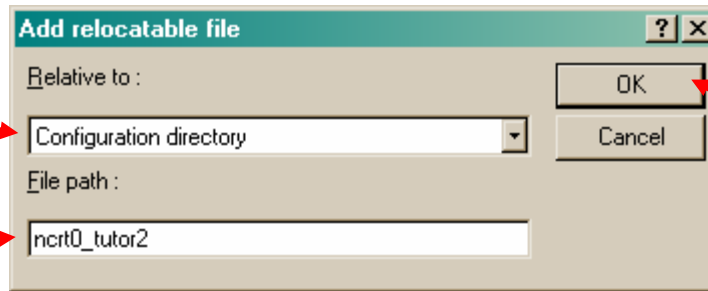 Add relocatable file
Relative to :
OK
Configuration directory
Cancel
File path :
ncrt0_tutor2